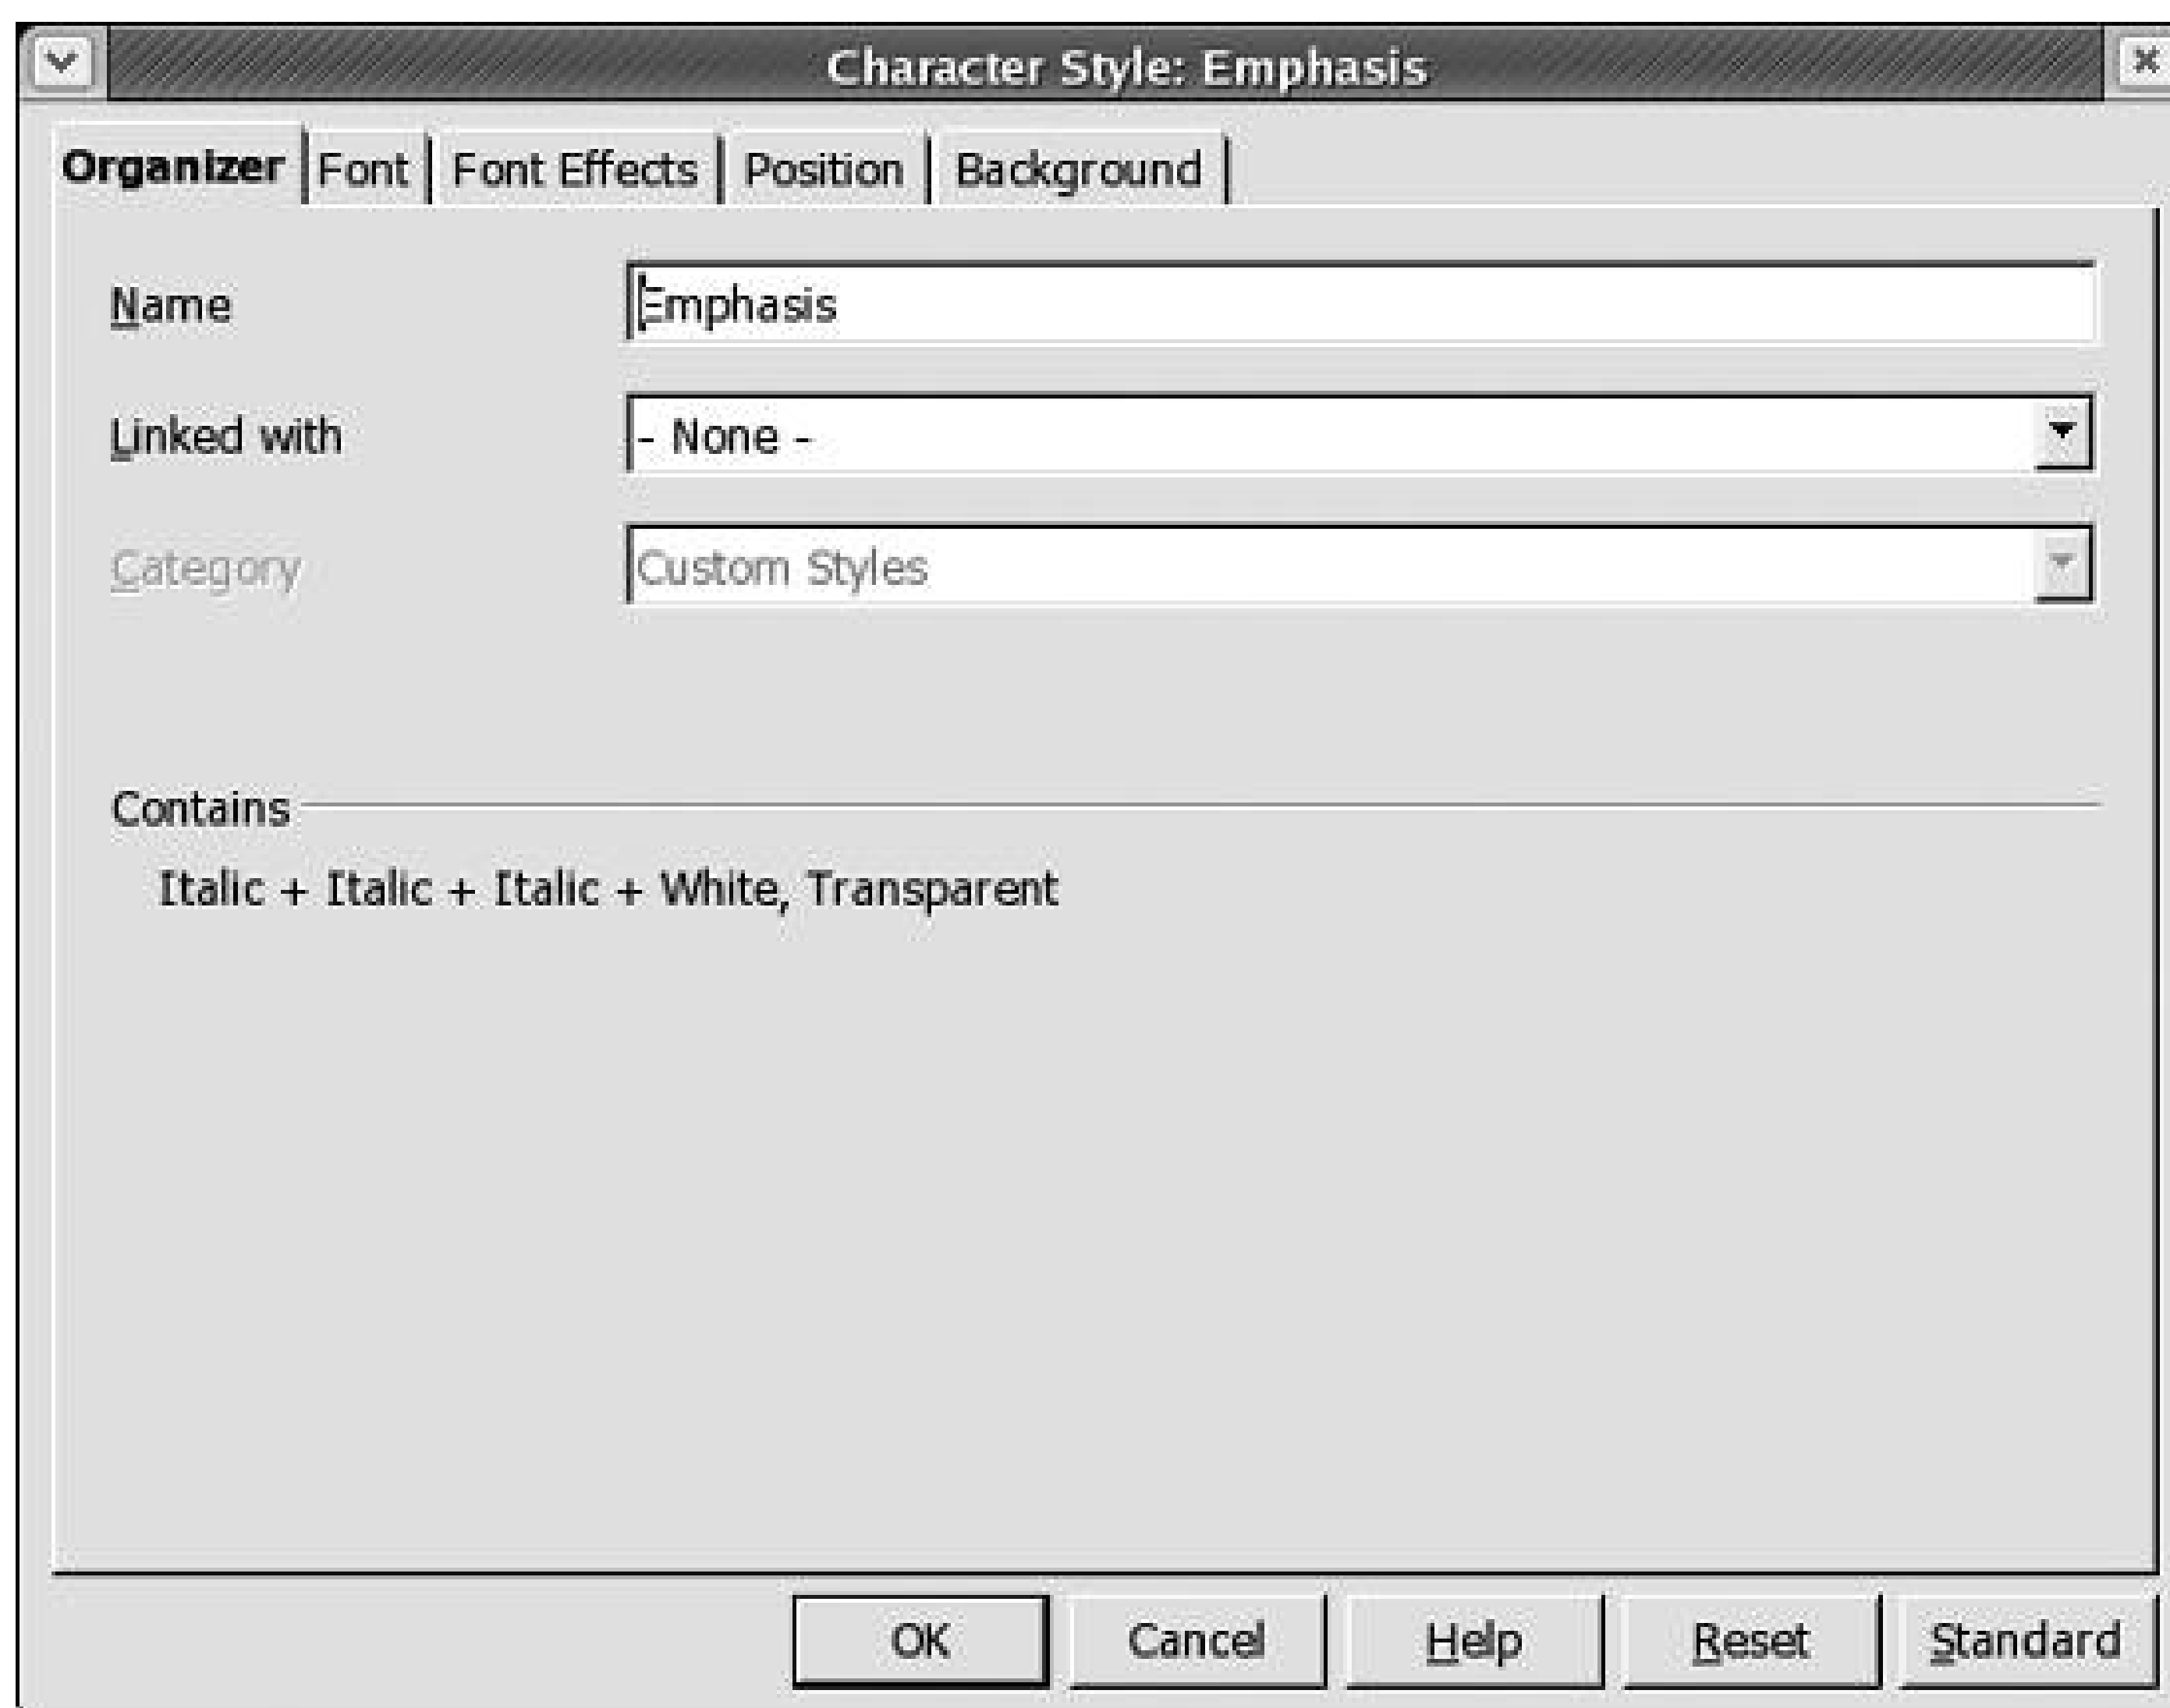 Character Style: Emphasis
Organizer Font Font Effects Position Background
Name Emphasis
Linked with - None -
Category Custom Styles
Contains
Italic + Italic + Italic + White, Transparent
OK Cancel Help Reset Standard